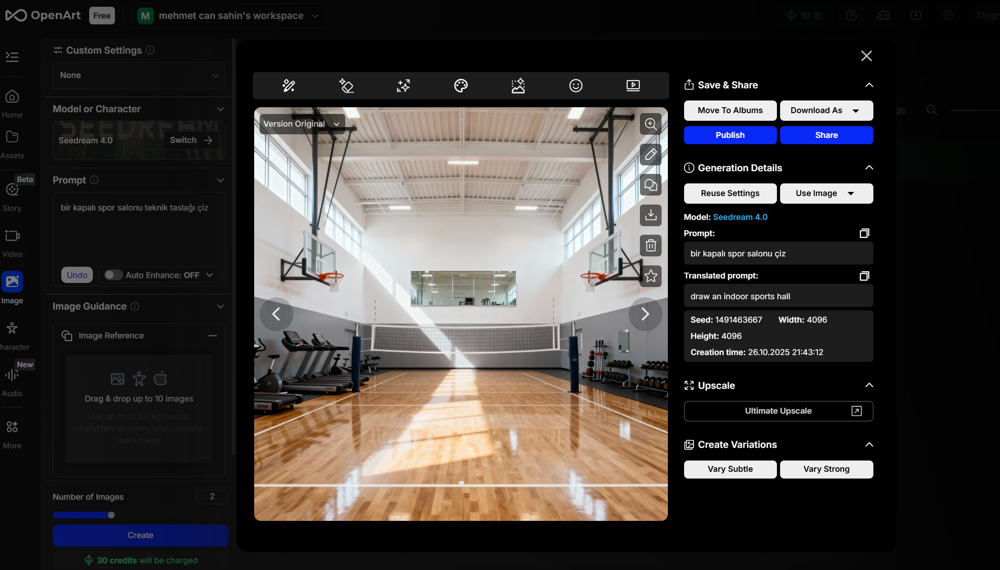 OpenArt
Free
M
mehmet can sahin's workspace
10
Custom Settings
None
Home
Model or Character
Seedream 4.0
Switch
Assets
Prompt
Beta
Story
bir kapalı spor salonu teknik taslağı çiz
Video
Undo
Auto Enhance: OFF
Image
Image Guidance
Image Reference
haracter
New
Audio
Drag & drop up to 10 images
Use up to 10 Backgrounds,
characters or items, and combine
them freely
More
Number of Images
2
Create
30 credits will be charged
Version Original
Save & Share
Move To Albums
Download As
Publish
Share
Generation Details
Reuse Settings
Use Image
Model: Seedream 4.0
Prompt:
bir kapalı spor salonu çiz
Translated prompt:
draw an indoor sports hall
Seed: 1491463667 Width: 4096
Height: 4096
Creation time: 26.10.2025 21:43:12
Upscale
Ultimate Upscale
Create Variations
Vary Subtle
Vary Strong